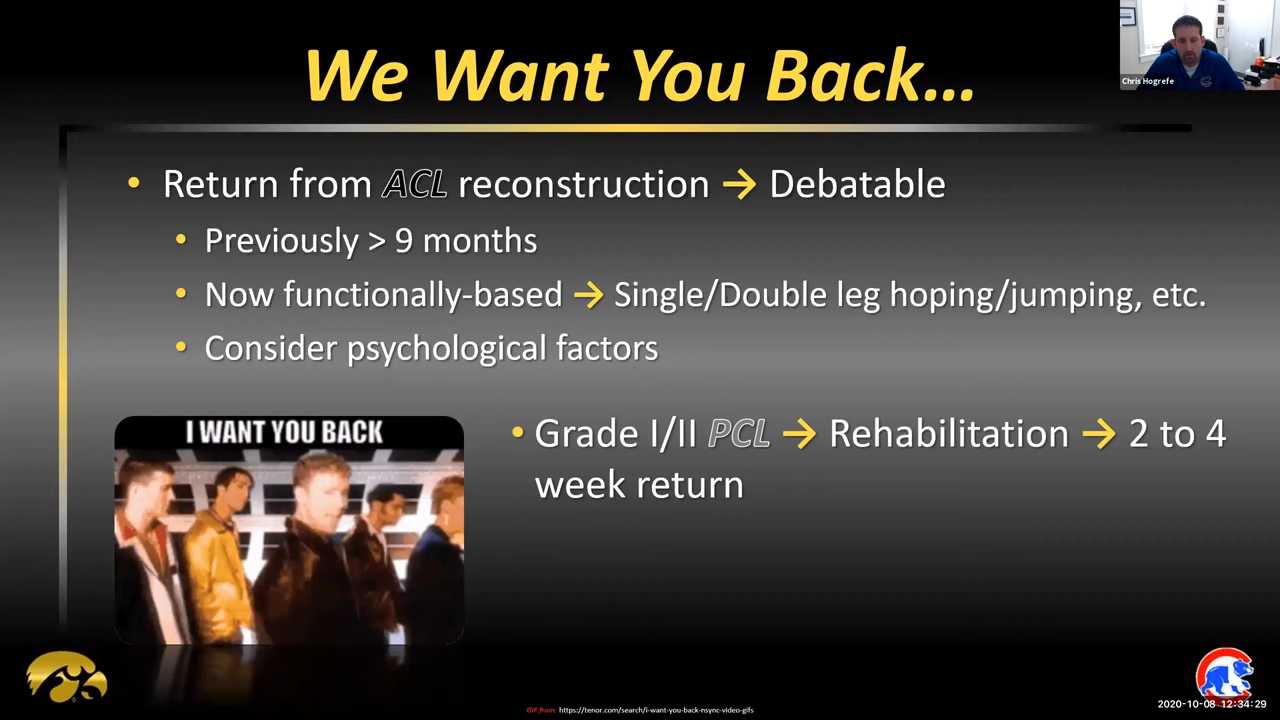 We Want You Back...
Chris Hogrefe
• Return from ACL reconstruction → Debatable
• Previously > 9 months
• Now functionally-based → Single/Double leg hoping/jumping, etc.
• Consider psychological factors
I WANT YOU BACK
• Grade I/II PCL → Rehabilitation → 2 to 4
week return
GIF from: https://tenor.com/search/i-want-you-back-nsync-video-gifs
2020-10-08 12:34:29